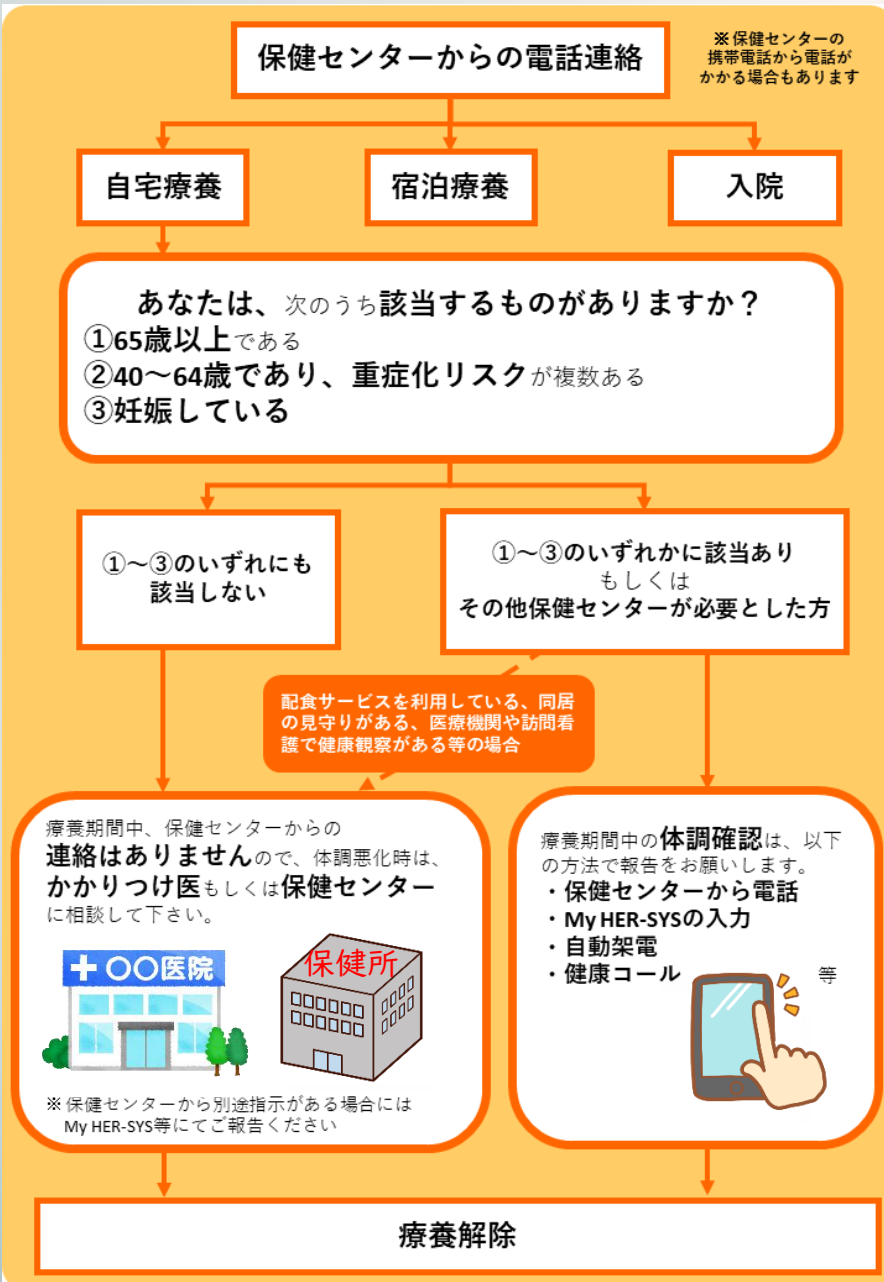 保健センターからの電話連絡
※保健センターの
携帯電話から電話が
かかる場合もあります
自宅療養
宿泊療養
入院
あなたは、次のうち該当するものがありますか？
①65歳以上である
②40～64歳であり、重症化リスクが複数ある
③妊娠している
①～③のいずれにも
該当しない
①～③のいずれかに該当あり
もしくは
その他保健センターが必要とした方
配食サービスを利用している、同居
の見守りがある、医療機関や訪問看
護で健康観察がある等の場合
療養期間中、保健センターからの
連絡はありませんので、体調悪化時は、
かかりつけ医もしくは保健センター
に相談して下さい。
〇〇医院
保健所
※保健センターから別途指示がある場合には
My HER-SYS等にてご報告ください
療養期間中の体調確認は、以下
の方法で報告をお願いします。
・保健センターから電話
・My HER-SYSの入力
・自動架電
・健康コール 等
療養解除